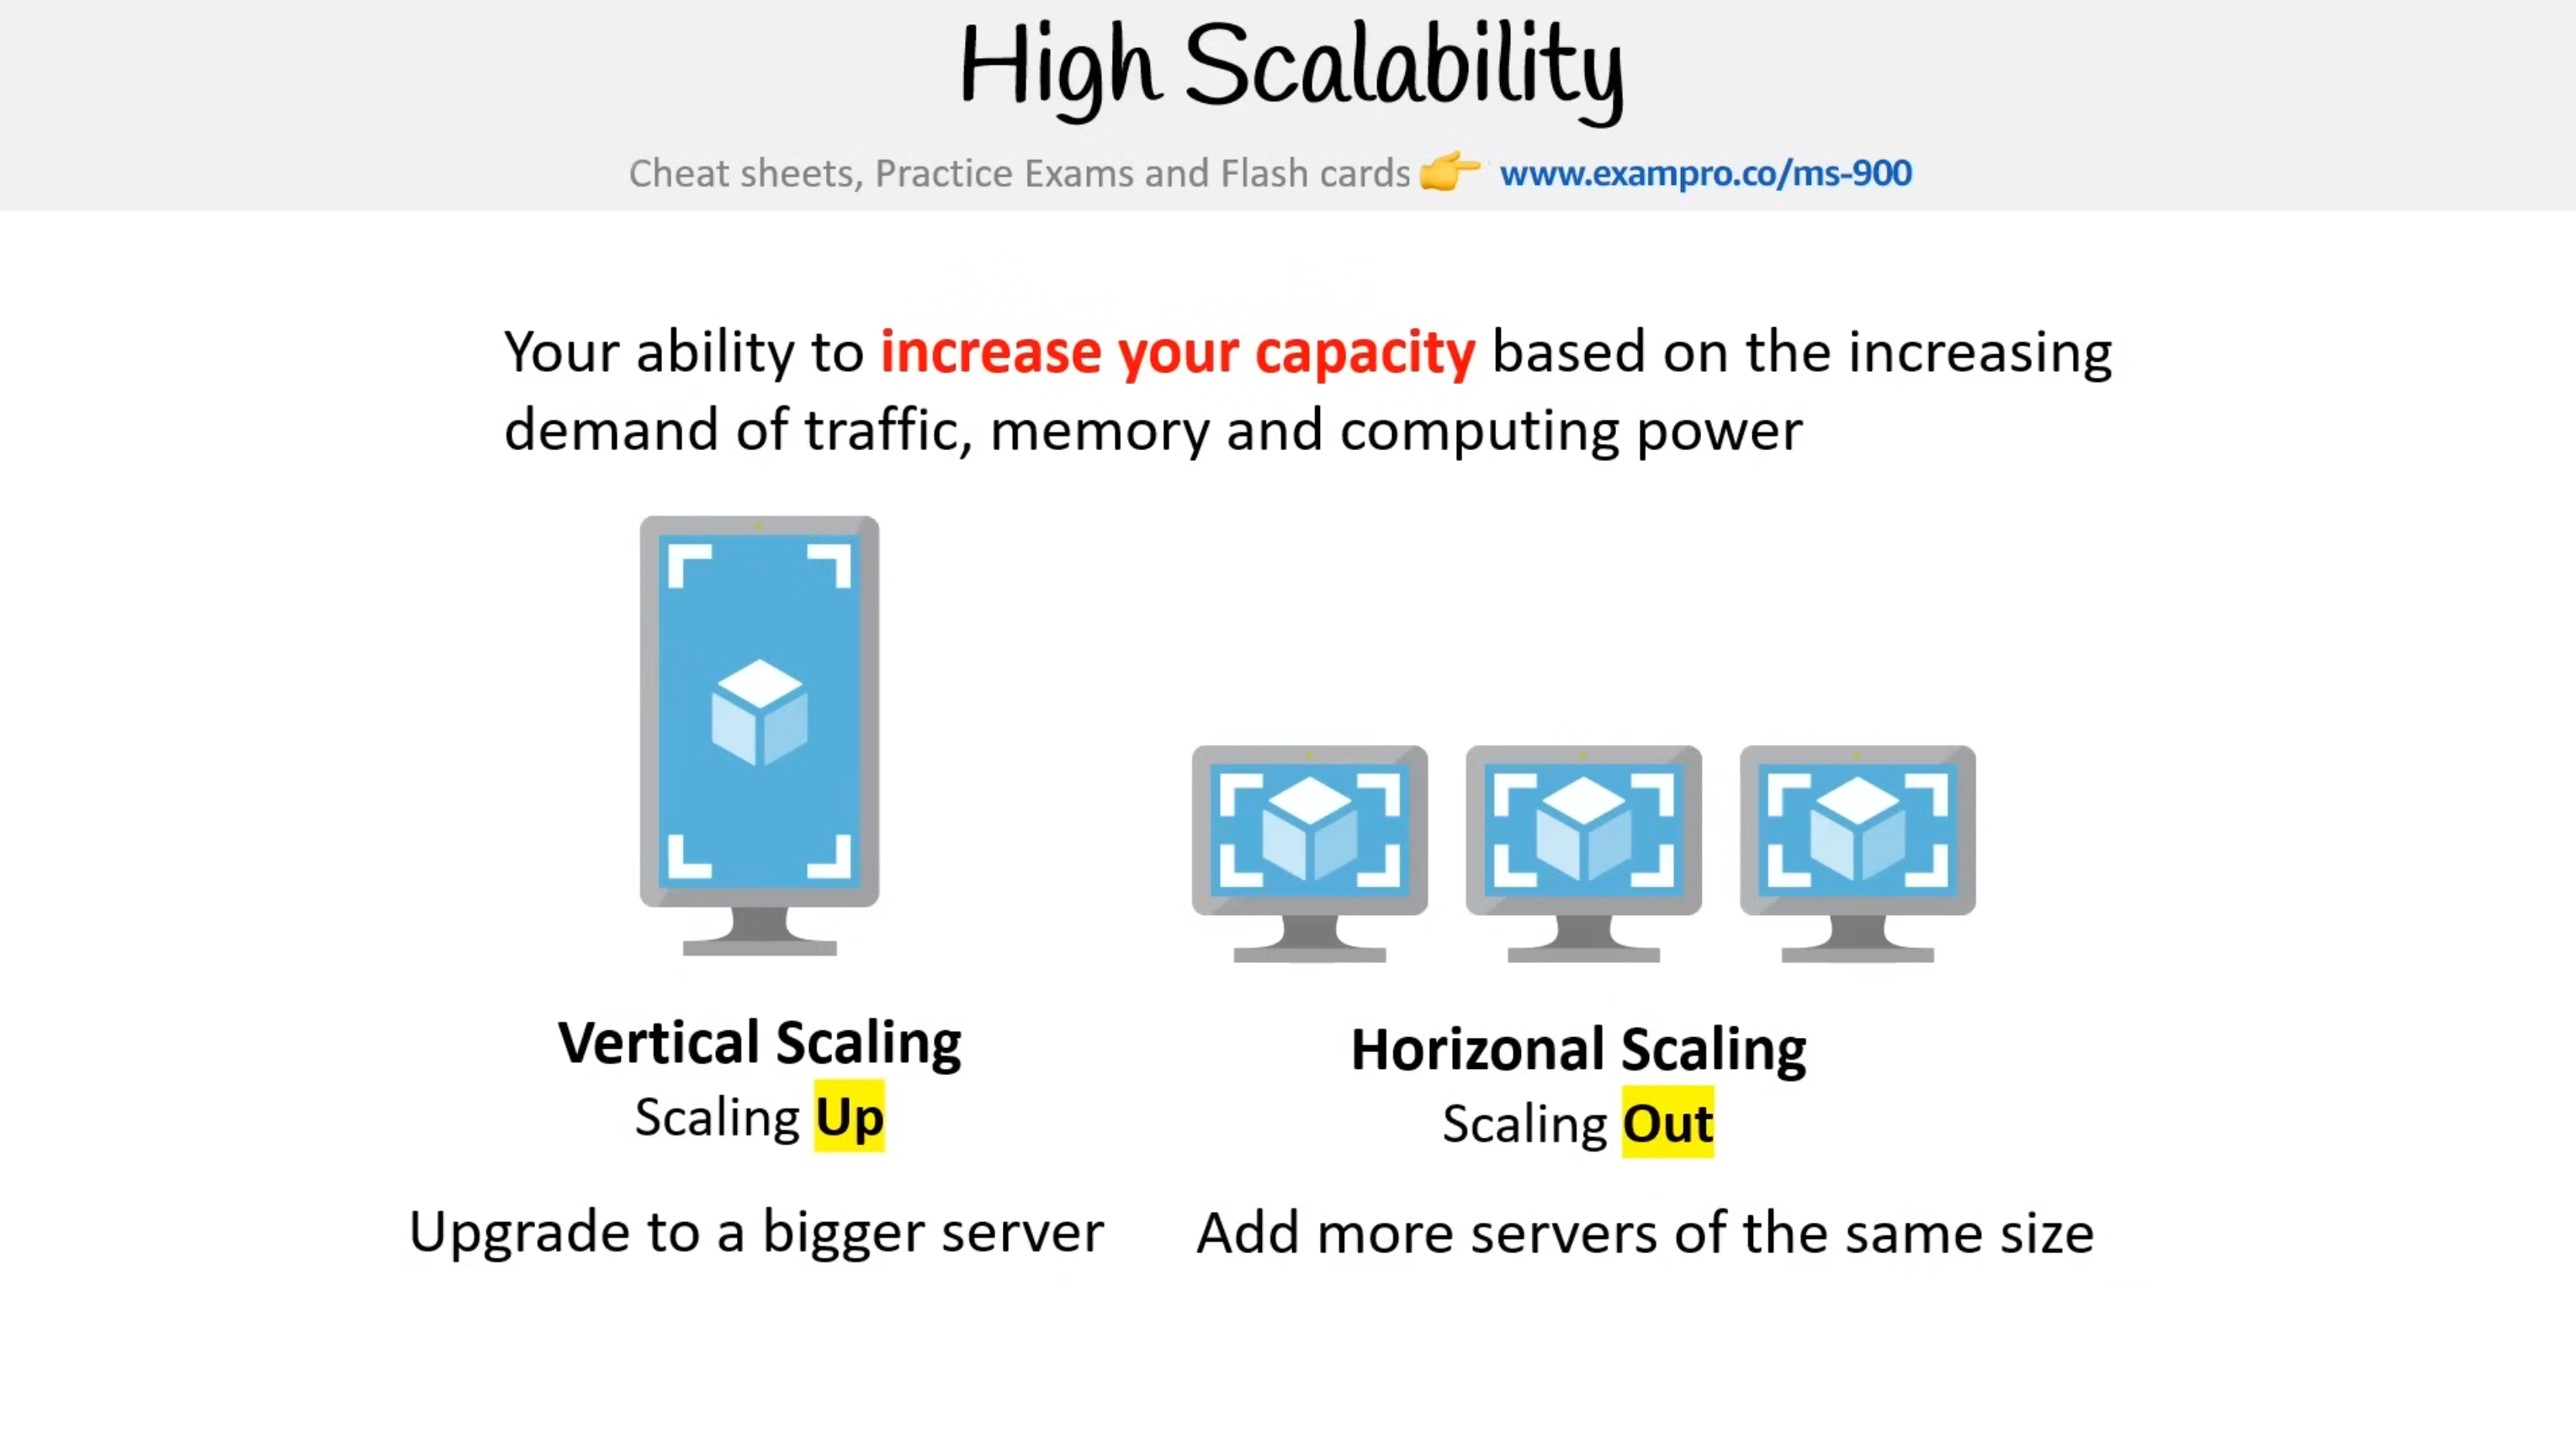 High Scalability
Cheat sheets, Practice Exams and Flash cards 👉 www.exampro.co/ms-900
Your ability to increase your capacity based on the increasing
demand of traffic, memory and computing power
Vertical Scaling
Scaling Up
Upgrade to a bigger server
Horizonal Scaling
Scaling Out
Add more servers of the same size